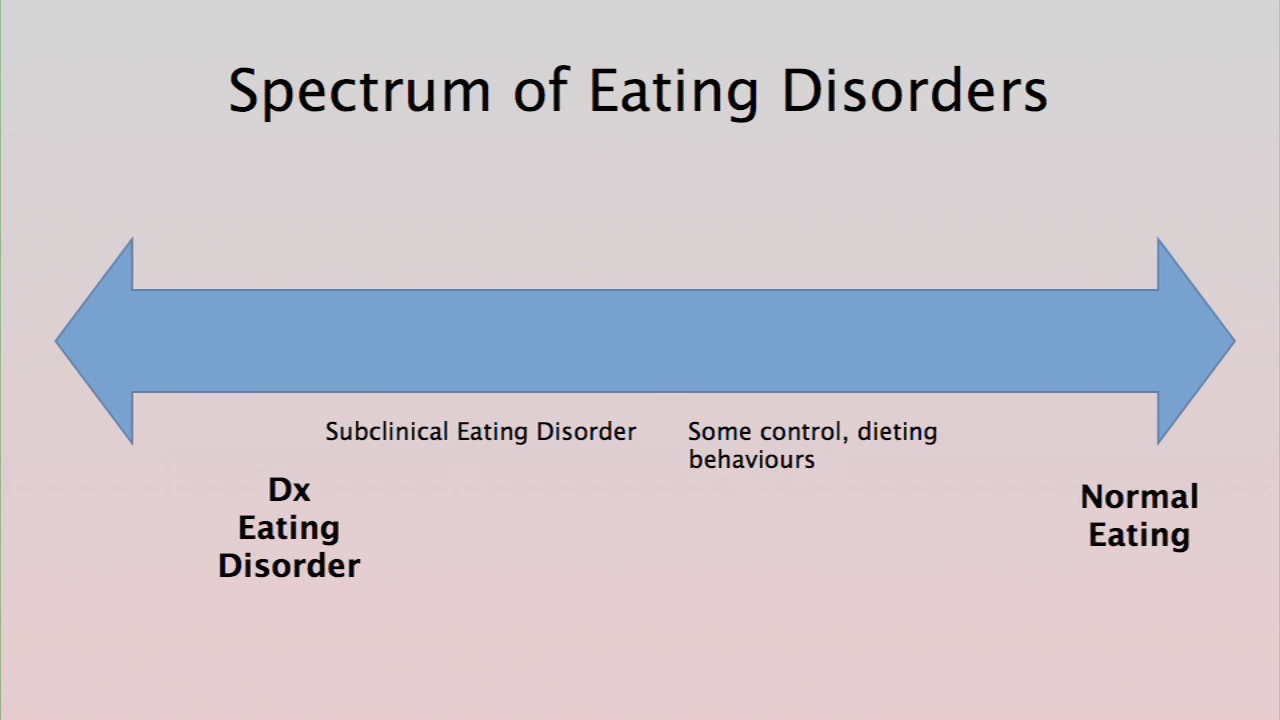 Spectrum of Eating Disorders
Subclinical Eating Disorder
Some control, dieting
behaviours
Dx
Eating
Disorder
Normal
Eating